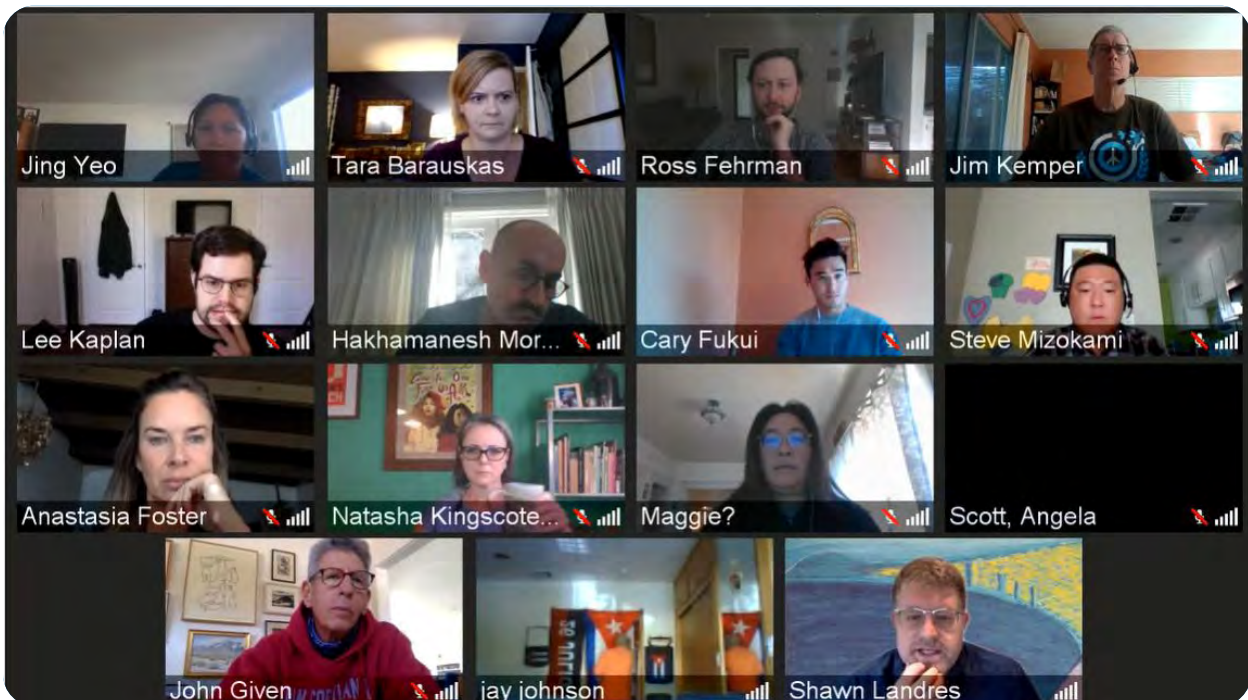 Jing Yeo
Tara Barauskas
Ross Fehrman
Jim Kemper
Lee Kaplan
Hakhamanesh Mor...
Cary Fukui
Steve Mizokami
Anastasia Foster
Natasha Kingscote...
Maggie?
Scott, Angela
John Given
jay johnson
Shawn Landres